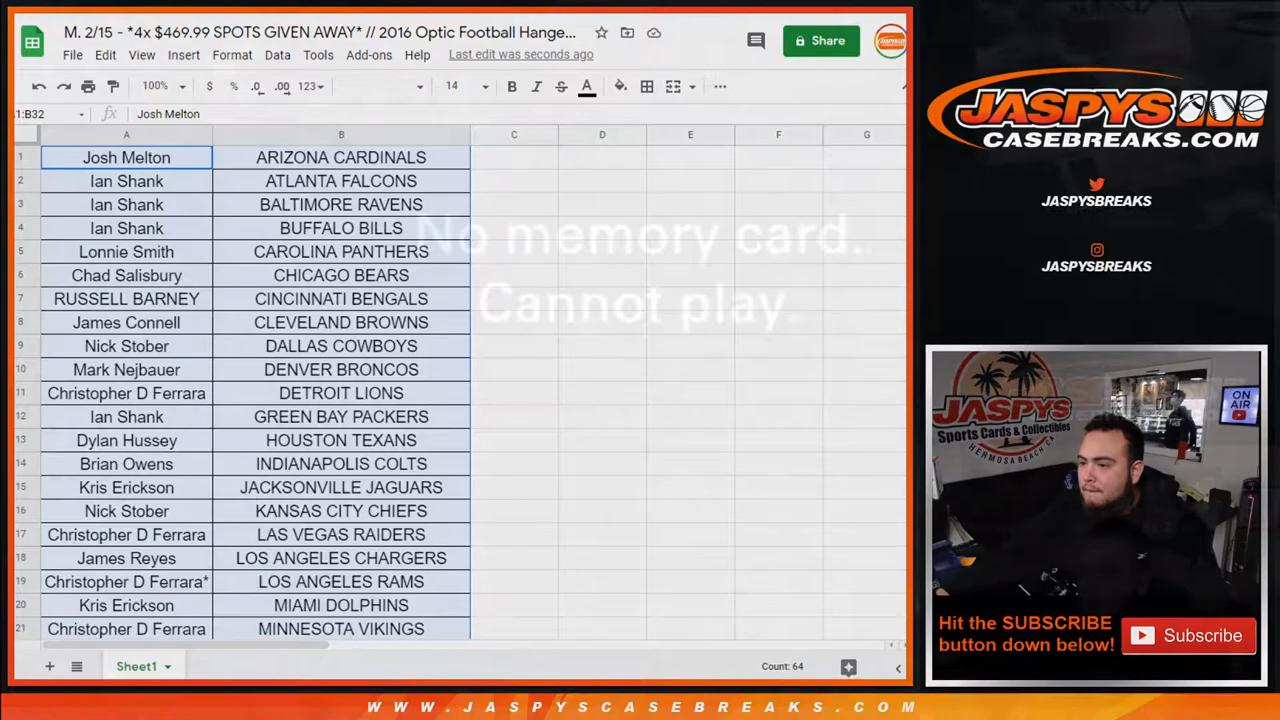 M. 2/15 - *4x $469.99 SPOTS GIVEN AWAY* // 2016 Optic Football Hange...
File Edit View Insert Format Data Tools Add-ons Help Last edit was seconds ago
Share
100% $ % .0 .00 123 14 B I S A
1:B32 fx Josh Melton
A B C D E F G
1 Josh Melton ARIZONA CARDINALS
2 Ian Shank ATLANTA FALCONS
3 Ian Shank BALTIMORE RAVENS
4 Ian Shank BUFFALO BILLS
5 Lonnie Smith CAROLINA PANTHERS
6 Chad Salisbury CHICAGO BEARS
7 RUSSELL BARNEY CINCINNATI BENGALS
8 James Connell CLEVELAND BROWNS
9 Nick Stober DALLAS COWBOYS
10 Mark Nejbauer DENVER BRONCOS
11 Christopher D Ferrara DETROIT LIONS
12 Ian Shank GREEN BAY PACKERS
13 Dylan Hussey HOUSTON TEXANS
14 Brian Owens INDIANAPOLIS COLTS
15 Kris Erickson JACKSONVILLE JAGUARS
16 Nick Stober KANSAS CITY CHIEFS
17 Christopher D Ferrara LAS VEGAS RAIDERS
18 James Reyes LOS ANGELES CHARGERS
19 Christopher D Ferrara* LOS ANGELES RAMS
20 Kris Erickson MIAMI DOLPHINS
21 Christopher D Ferrara MINNESOTA VIKINGS
No memory card.
Cannot play.
Sheet1
Count: 64
JASPYS
CASEBREAKS.COM
JASPYSBREAKS
JASPYSBREAKS
JASPYS
Sports Cards & Collectibles
HERMOSA BEACH CA
ON
AIR
Hit the SUBSCRIBE
button down below!
Subscribe
WWW.JASPYSCASEBREAKS.COM